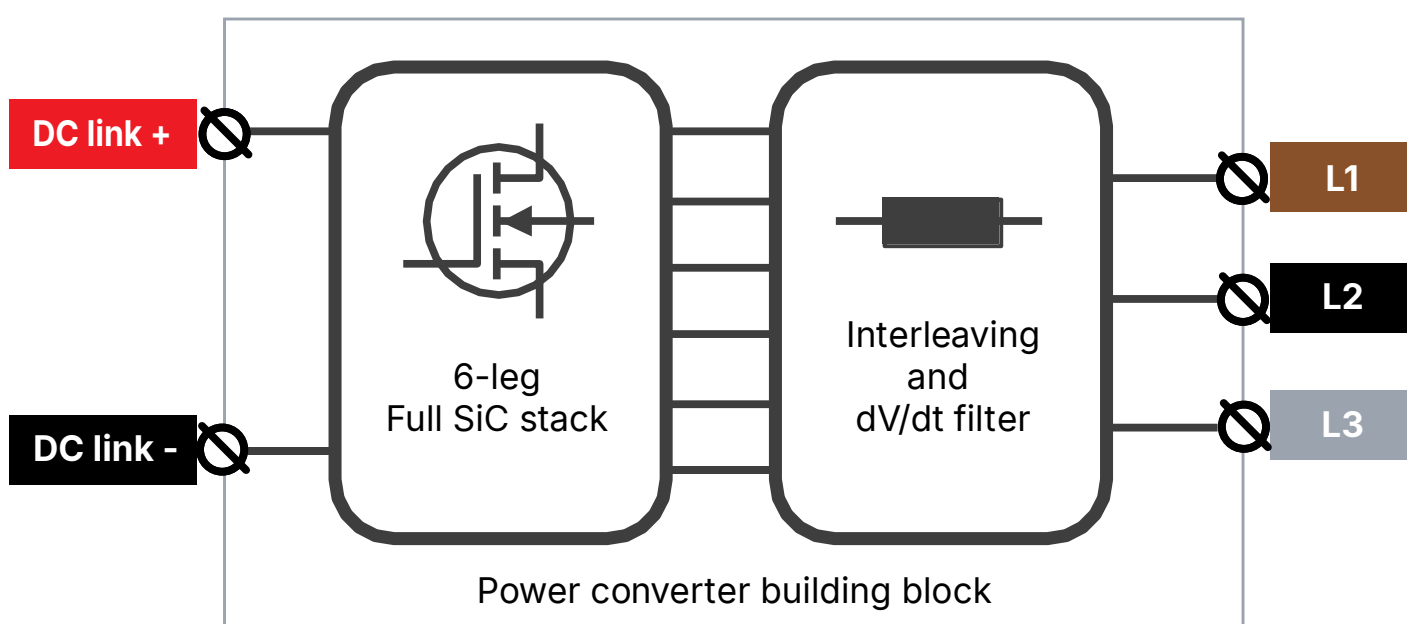 DC link +
DC link -
6-leg
Full SiC stack
Interleaving
and
dV/dt filter
L1
L2
L3
Power converter building block